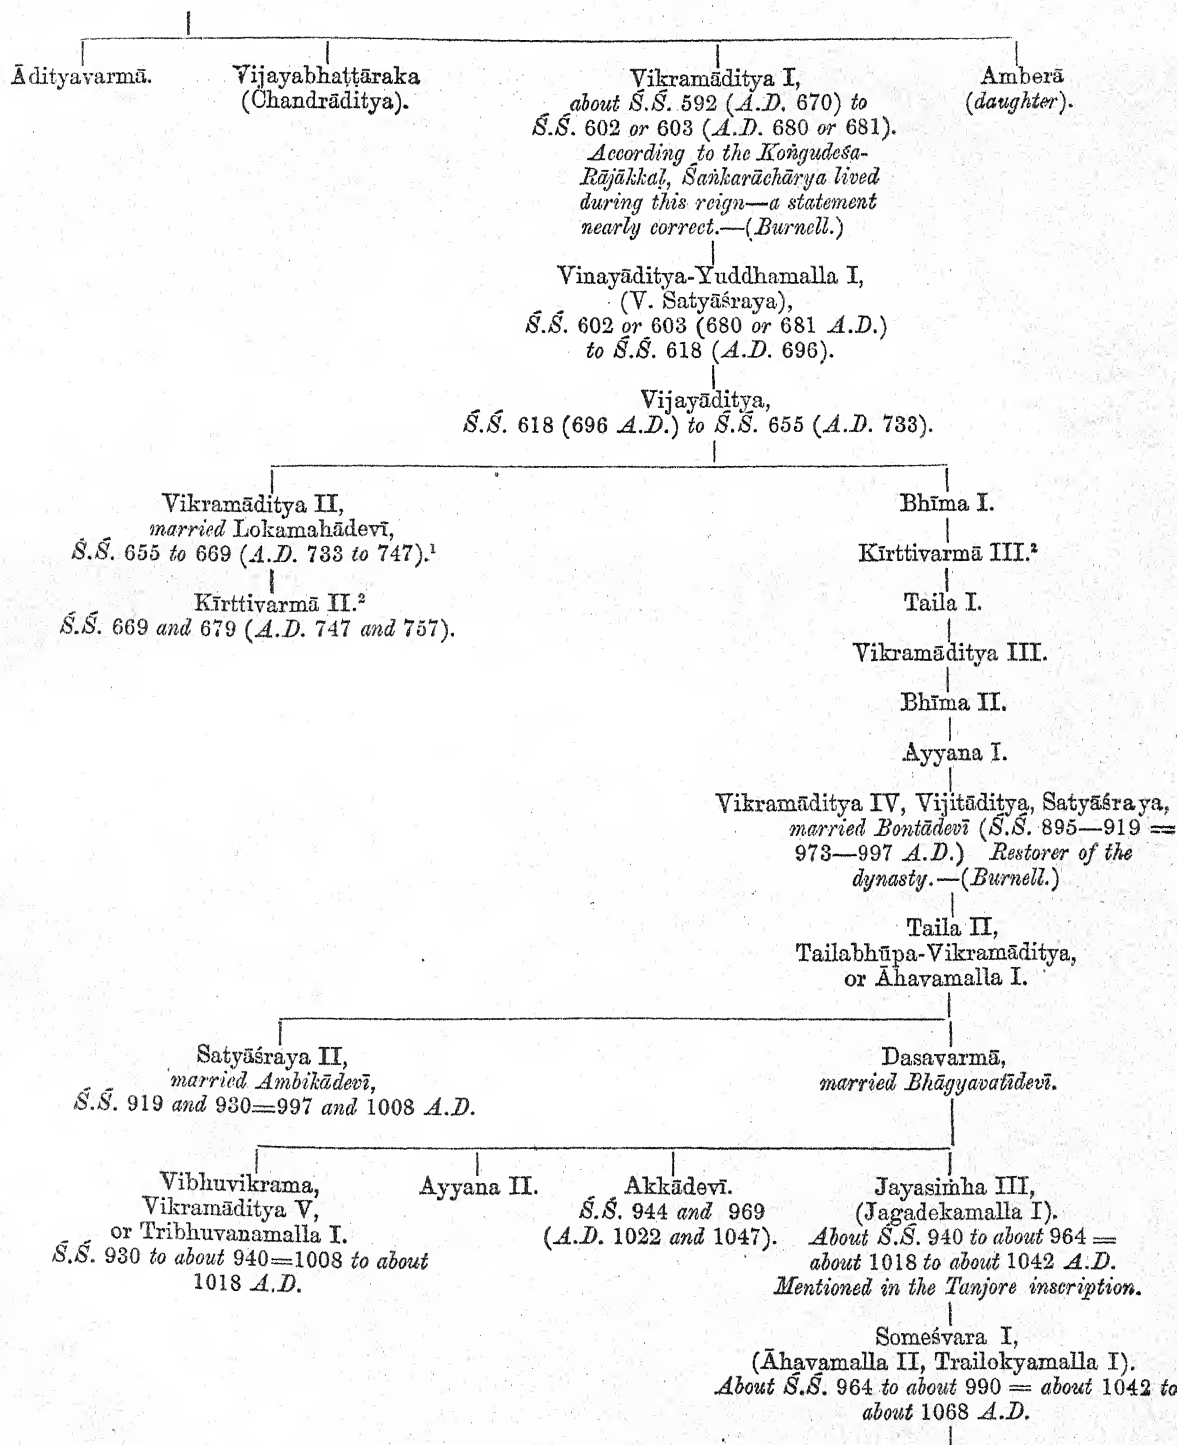 Ādityavarmā.
Vijayabhaṭṭāraka
(Chandrāditya).
Vikramāditya I,
about Ś.Ś. 592 (A.D. 670) to
Ś.Ś. 602 or 603 (A.D. 680 or 681).
According to the Koṅgudeśa-
Rājākkaḷ, Śaṅkarāchārya lived
during this reign—a statement
nearly correct.—(Burnell.)
Amberā
(daughter).
Vinayāditya-Yuddhamalla I,
(V. Satyāśraya),
Ś.Ś. 602 or 603 (680 or 681 A.D.)
to Ś.Ś. 618 (A.D. 696).
Vijayāditya,
Ś.Ś. 618 (696 A.D.) to Ś.Ś. 655 (A.D. 733).
Vikramāditya II,
married Lokamahādevī,
Ś.Ś. 655 to 669 (A.D. 733 to 747).¹
Kīrttivarmā II.²
Ś.Ś. 669 and 679 (A.D. 747 and 757).
Bhīma I.
Kīrttivarmā III.²
Taila I.
Vikramāditya III.
Bhīma II.
Ayyana I.
Vikramāditya IV, Vijitāditya, Satyāśraya,
married Bontādevī (Ś.Ś. 895—919 =
973—997 A.D.) Restorer of the
dynasty.—(Burnell.)
Taila II,
Tailabhūpa-Vikramāditya,
or Āhavamalla I.
Satyāśraya II,
married Ambikādevī,
Ś.Ś. 919 and 930=997 and 1008 A.D.
Dasavarmā,
married Bhāgyavatīdevī.
Vibhuvikrama,
Vikramāditya V,
or Tribhuvanamalla I.
Ś.Ś. 930 to about 940=1008 to about
1018 A.D.
Ayyana II.
Akkādevī.
Ś.Ś. 944 and 969
(A.D. 1022 and 1047).
Jayasiṁha III,
(Jagadekamalla I).
About Ś.Ś. 940 to about 964 =
about 1018 to about 1042 A.D.
Mentioned in the Tanjore inscription.
Someśvara I,
(Āhavamalla II, Trailokyamalla I).
About Ś.Ś. 964 to about 990 = about 1042 to
about 1068 A.D.